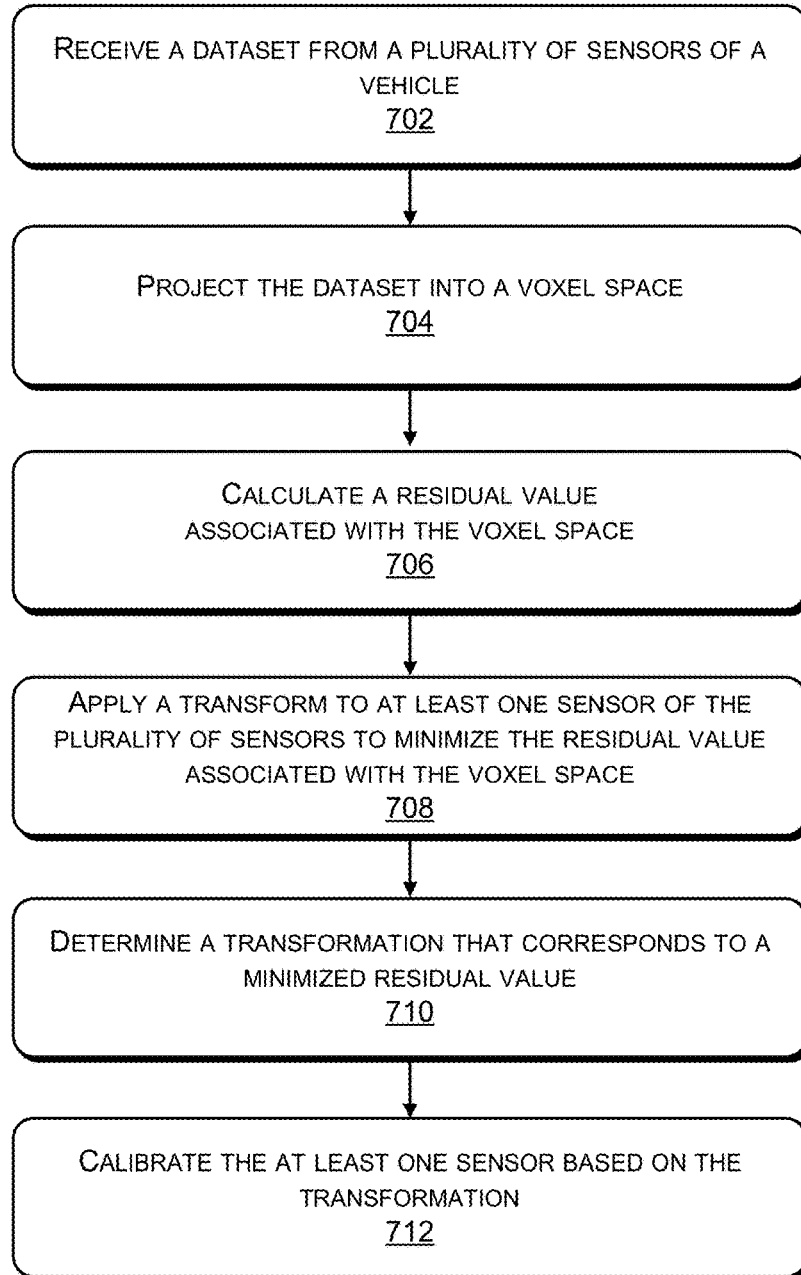 RECEIVE A DATASET FROM A PLURALITY OF SENSORS OF A
VEHICLE
702
PROJECT THE DATASET INTO A VOXEL SPACE
704
CALCULATE A RESIDUAL VALUE
ASSOCIATED WITH THE VOXEL SPACE
706
APPLY A TRANSFORM TO AT LEAST ONE SENSOR OF THE
PLURALITY OF SENSORS TO MINIMIZE THE RESIDUAL VALUE
ASSOCIATED WITH THE VOXEL SPACE
708
DETERMINE A TRANSFORMATION THAT CORRESPONDS TO A
MINIMIZED RESIDUAL VALUE
710
CALIBRATE THE AT LEAST ONE SENSOR BASED ON THE
TRANSFORMATION
712